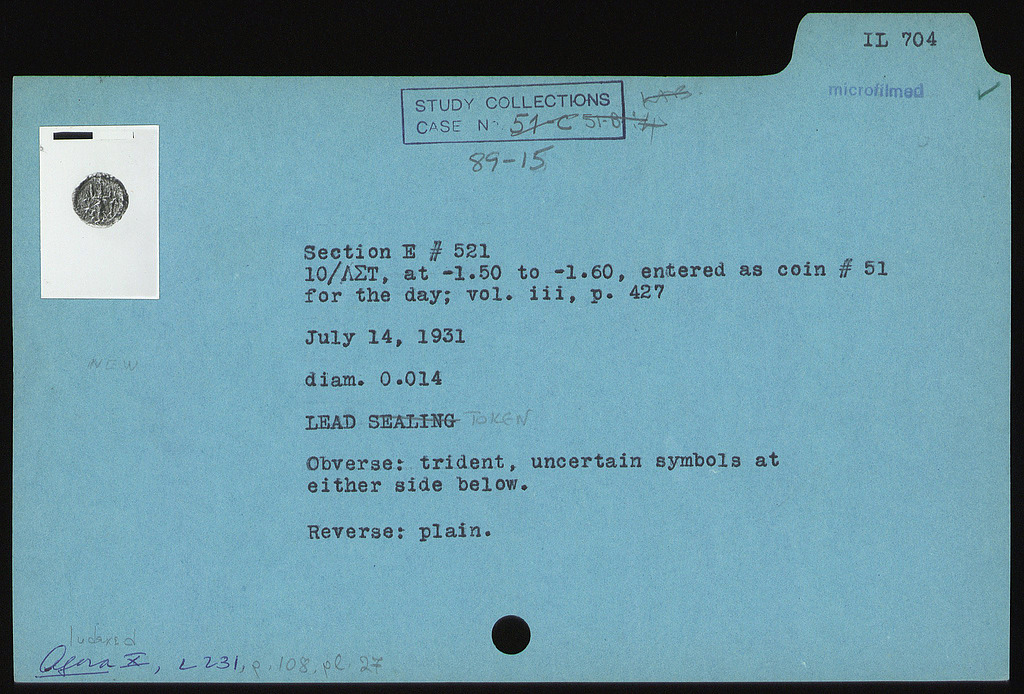 IL 704
microfilmed
STUDY COLLECTIONS
CASE Nº 51-C 51-B
89-15
Section E # 521
10/ΛΣΤ, at -1.50 to -1.60, entered as coin # 51
for the day; vol. iii, p. 427
July 14, 1931
NEW
diam. 0.014
LEAD SEALING TOKEN
Obverse: trident, uncertain symbols at
either side below.
Reverse: plain.
Indexed
Agora X, L 231, p. 108, pl. 27